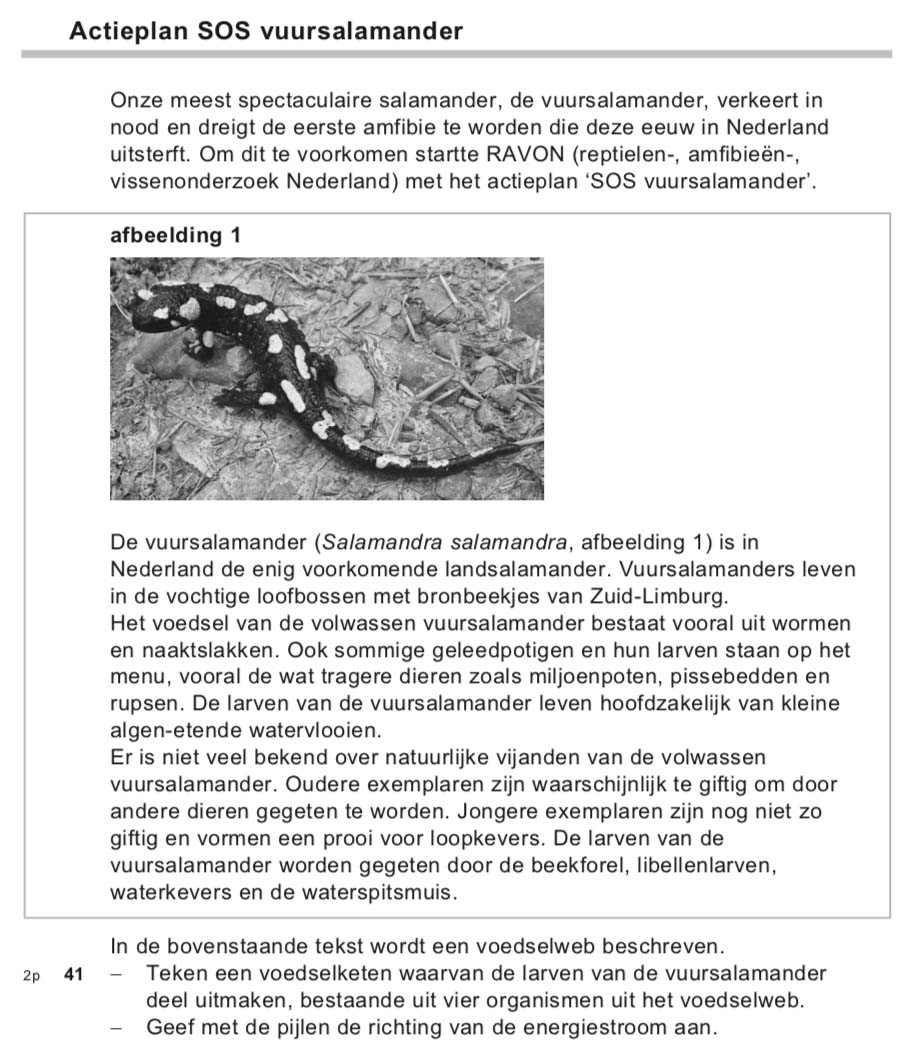 Actieplan SOS vuursalamander
Onze meest spectaculaire salamander, de vuursalamander, verkeert in
nood en dreigt de eerste amfibie te worden die deze eeuw in Nederland
uitsterft. Om dit te voorkomen startte RAVON (reptielen-, amfibieën-,
vissenonderzoek Nederland) met het actieplan ‘SOS vuursalamander’.
afbeelding 1
De vuursalamander (Salamandra salamandra, afbeelding 1) is in
Nederland de enig voorkomende landsalamander. Vuursalamanders leven
in de vochtige loofbossen met bronbeekjes van Zuid-Limburg.
Het voedsel van de volwassen vuursalamander bestaat vooral uit wormen
en naaktslakken. Ook sommige geleedpotigen en hun larven staan op het
menu, vooral de wat tragere dieren zoals miljoenpoten, pissebedden en
rupsen. De larven van de vuursalamander leven hoofdzakelijk van kleine
algen-etende watervlooien.
Er is niet veel bekend over natuurlijke vijanden van de volwassen
vuursalamander. Oudere exemplaren zijn waarschijnlijk te giftig om door
andere dieren gegeten te worden. Jongere exemplaren zijn nog niet zo
giftig en vormen een prooi voor loopkevers. De larven van de
vuursalamander worden gegeten door de beekforel, libellenlarven,
waterkevers en de waterspitsmuis.
In de bovenstaande tekst wordt een voedselweb beschreven.
2p 41 – Teken een voedselketen waarvan de larven van de vuursalamander
deel uitmaken, bestaande uit vier organismen uit het voedselweb.
– Geef met de pijlen de richting van de energiestroom aan.